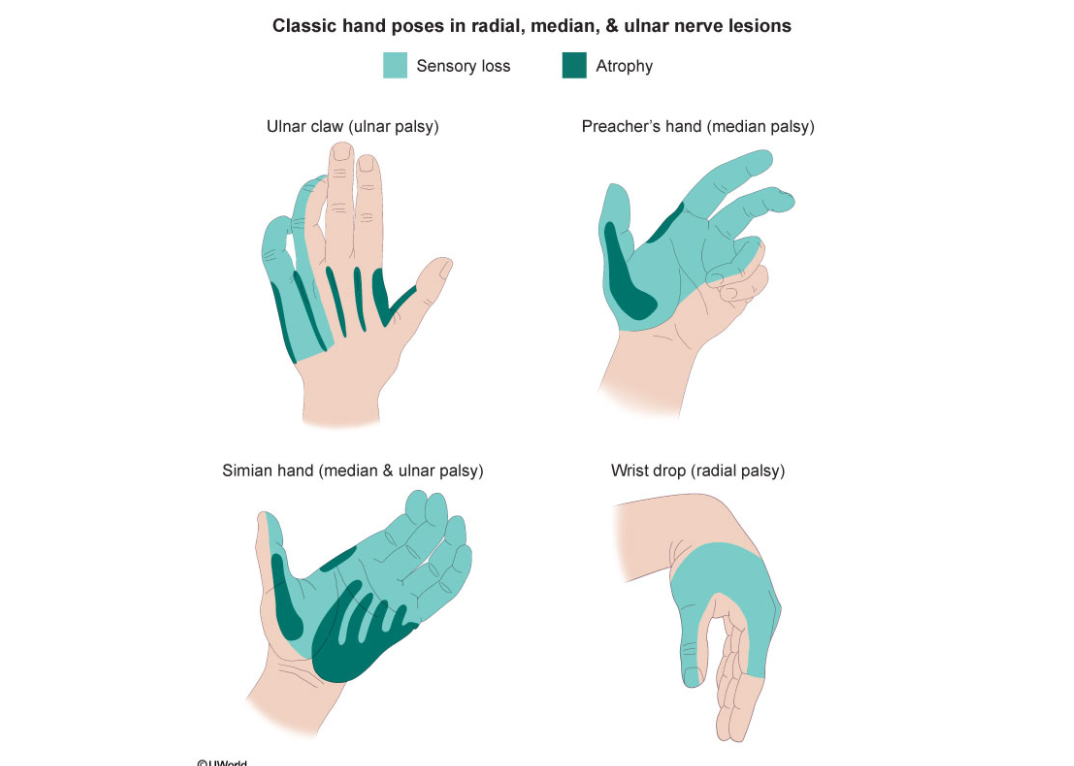 Classic hand poses in radial, median, & ulnar nerve lesions
Sensory loss
Atrophy
Ulnar claw (ulnar palsy)
Preacher's hand (median palsy)
Simian hand (median & ulnar palsy)
Wrist drop (radial palsy)
©UWorld